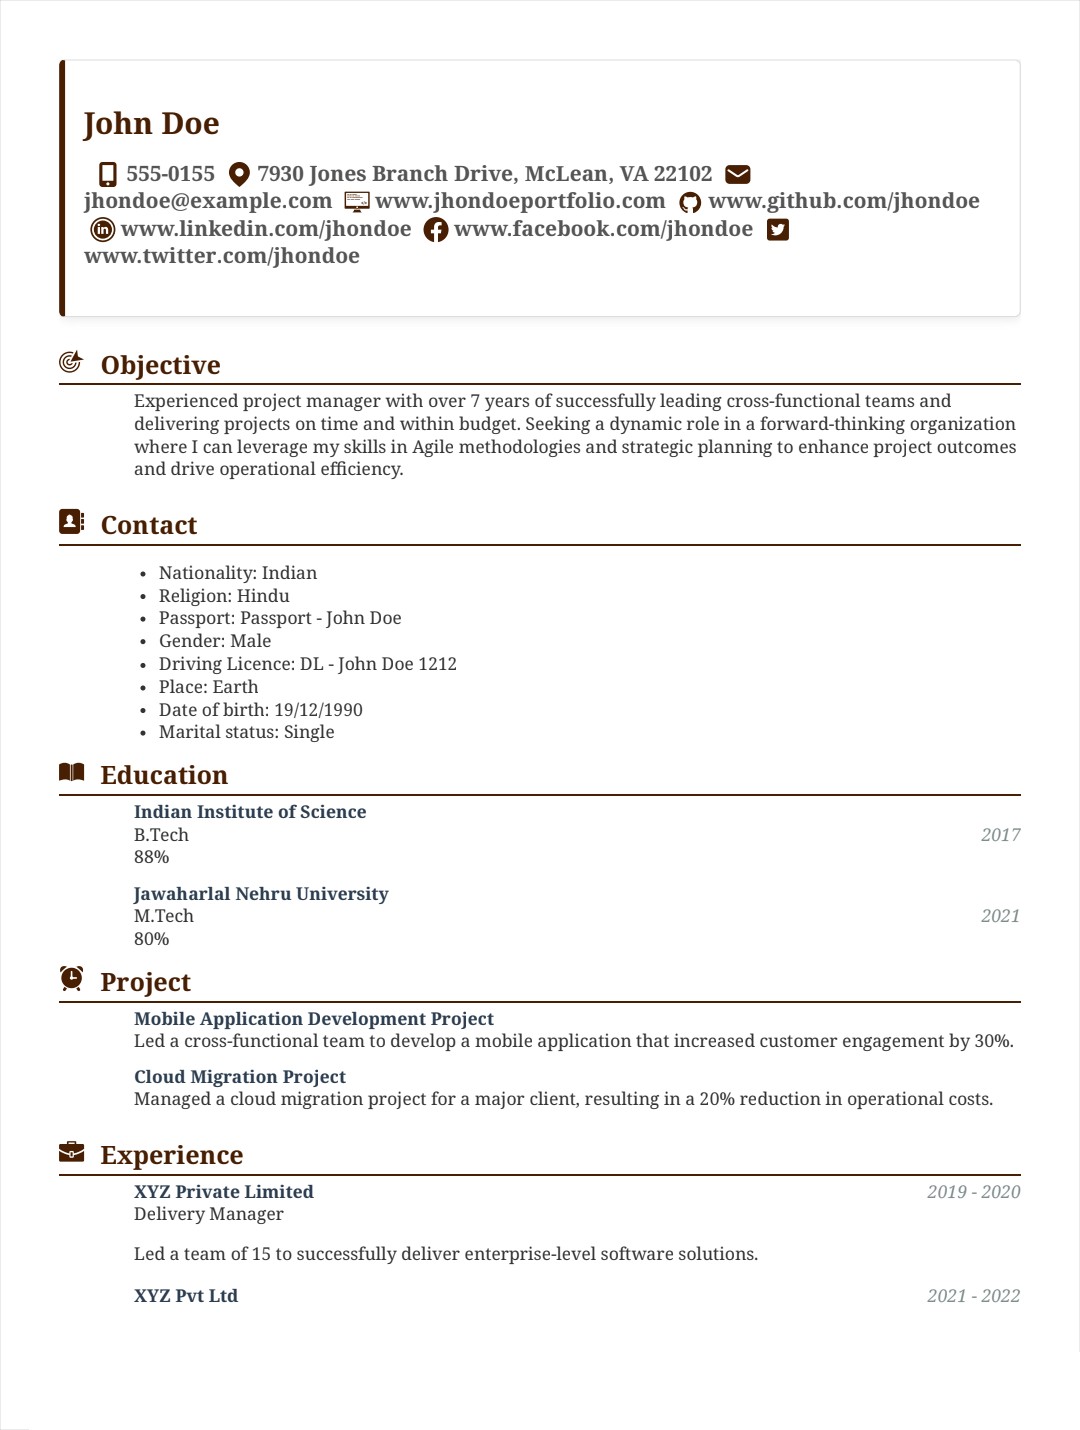 John Doe
555-0155 7930 Jones Branch Drive, McLean, VA 22102
jhondoe@example.com www.jhondoeportfolio.com www.github.com/jhondoe
www.linkedin.com/jhondoe www.facebook.com/jhondoe
www.twitter.com/jhondoe
Objective
Experienced project manager with over 7 years of successfully leading cross-functional teams and
delivering projects on time and within budget. Seeking a dynamic role in a forward-thinking organization
where I can leverage my skills in Agile methodologies and strategic planning to enhance project outcomes
and drive operational efficiency.
Contact
• Nationality: Indian
• Religion: Hindu
• Passport: Passport - John Doe
• Gender: Male
• Driving Licence: DL - John Doe 1212
• Place: Earth
• Date of birth: 19/12/1990
• Marital status: Single
Education
Indian Institute of Science
B.Tech 2017
88%
Jawaharlal Nehru University
M.Tech 2021
80%
Project
Mobile Application Development Project
Led a cross-functional team to develop a mobile application that increased customer engagement by 30%.
Cloud Migration Project
Managed a cloud migration project for a major client, resulting in a 20% reduction in operational costs.
Experience
XYZ Private Limited 2019 - 2020
Delivery Manager
Led a team of 15 to successfully deliver enterprise-level software solutions.
XYZ Pvt Ltd 2021 - 2022